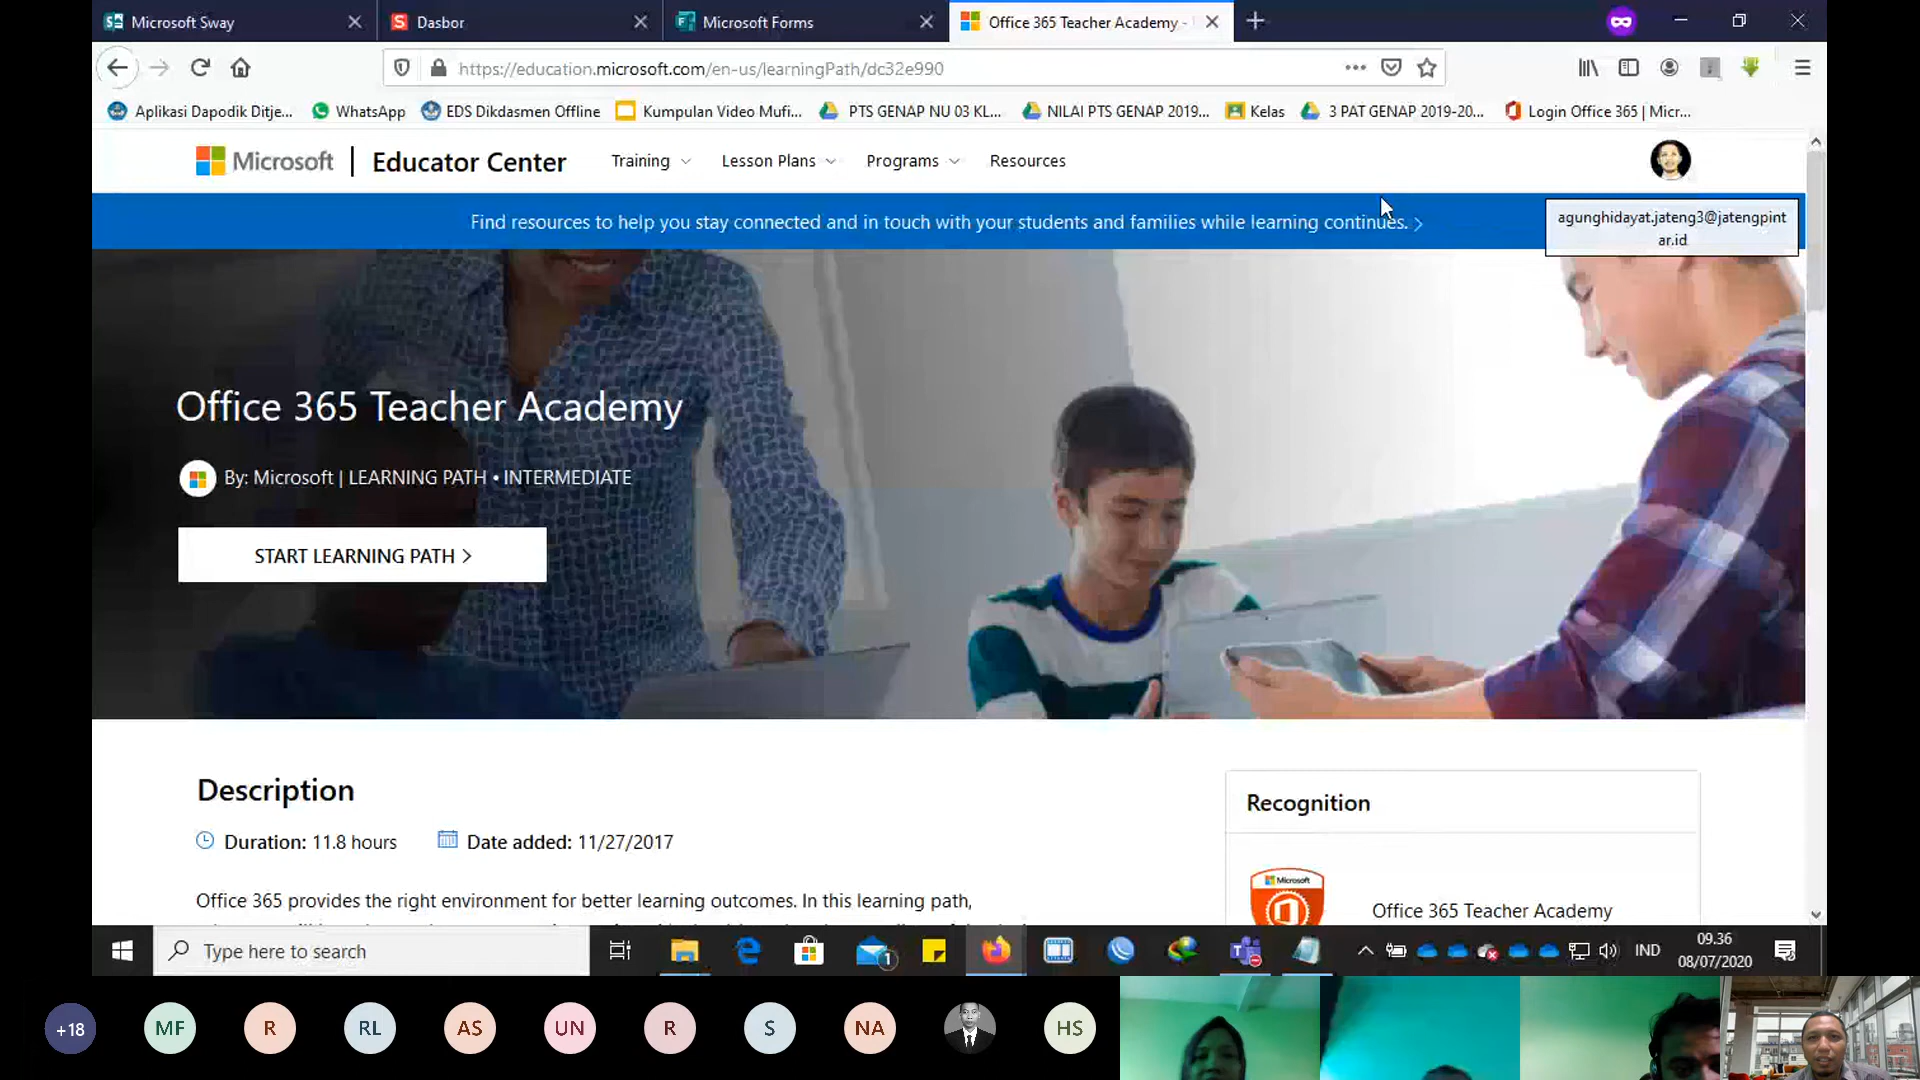 Microsoft Sway
Dasbor
Microsoft Forms
Office 365 Teacher Academy -
https://education.microsoft.com/en-us/learningPath/dc32e990
Aplikasi Dapodik Ditje...
WhatsApp
EDS Dikdasmen Offline
Kumpulan Video Mufi...
PTS GENAP NU 03 KL...
NILAI PTS GENAP 2019...
Kelas
3 PAT GENAP 2019-20...
Login Office 365 | Micr...
Microsoft | Educator Center
Training
Lesson Plans
Programs
Resources
Find resources to help you stay connected and in touch with your students and families while learning continues. >
agunghidayat.jateng3@jatengpint
ar.id
Office 365 Teacher Academy
By: Microsoft | LEARNING PATH • INTERMEDIATE
START LEARNING PATH >
Description
Duration: 11.8 hours
Date added: 11/27/2017
Office 365 provides the right environment for better learning outcomes. In this learning path,
Recognition
Microsoft
Office 365 Teacher Academy
Type here to search
1
IND
09.36
08/07/2020
+18
MF
R
RL
AS
UN
R
S
NA
HS